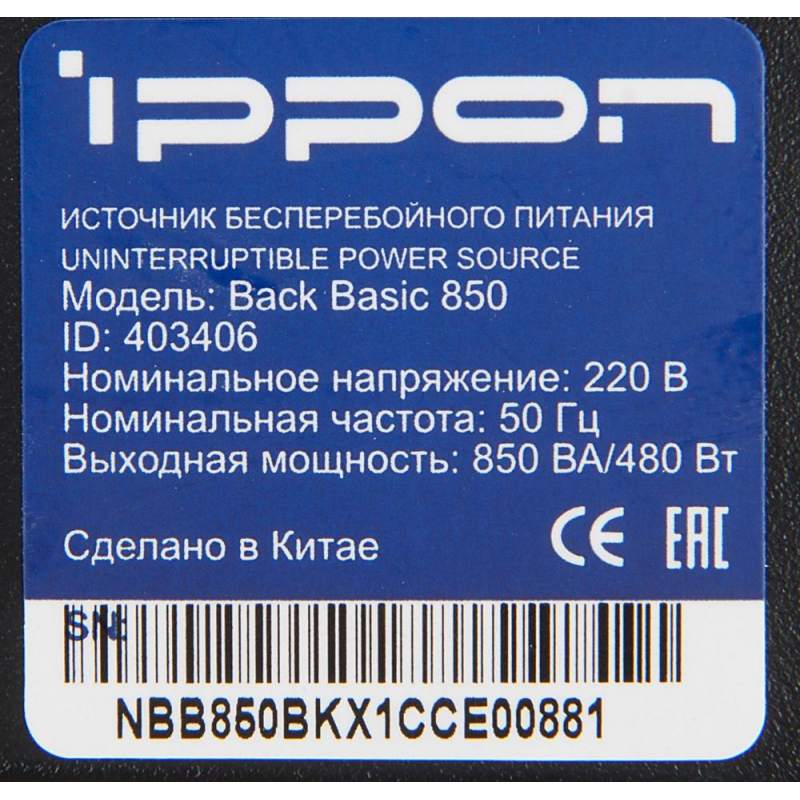 ippon
ИСТОЧНИК БЕСПЕРЕБОЙНОГО ПИТАНИЯ
UNINTERRUPTIBLE POWER SOURCE
Модель: Back Basic 850
ID: 403406
Номинальное напряжение: 220 В
Номинальная частота: 50 Гц
Выходная мощность: 850 ВА/480 Вт
Сделано в Китае CE EAC
SN:
NBB850BKX1CCE00881